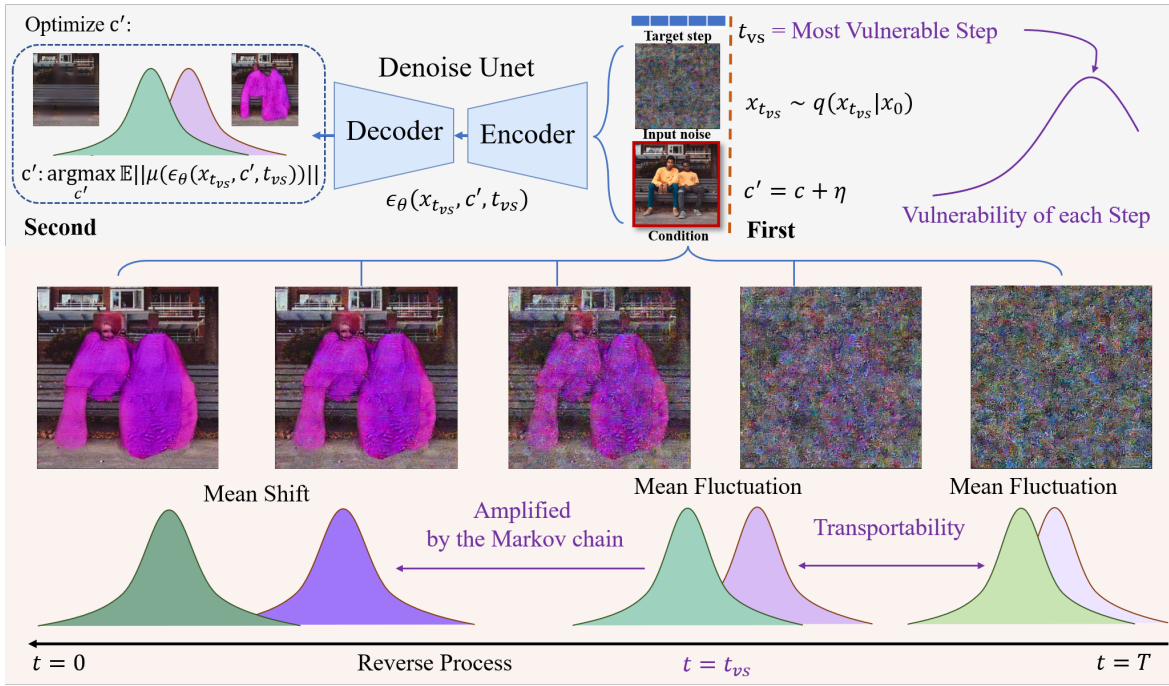 Optimize c′:
c′: argmax 𝔼||μ(ϵ_θ(x_{t_vs}, c′, t_vs))||
c′
Second
Denoise Unet
Decoder
Encoder
ϵ_θ(x_{t_vs}, c′, t_vs)
Target step
Input noise
Condition
t_vs = Most Vulnerable Step
x_{t_vs} ~ q(x_{t_vs}|x_0)
c′ = c + η
Vulnerability of each Step
First
Mean Shift
Mean Fluctuation
Mean Fluctuation
Amplified
by the Markov chain
Transportability
t = 0
Reverse Process
t = t_vs
t = T